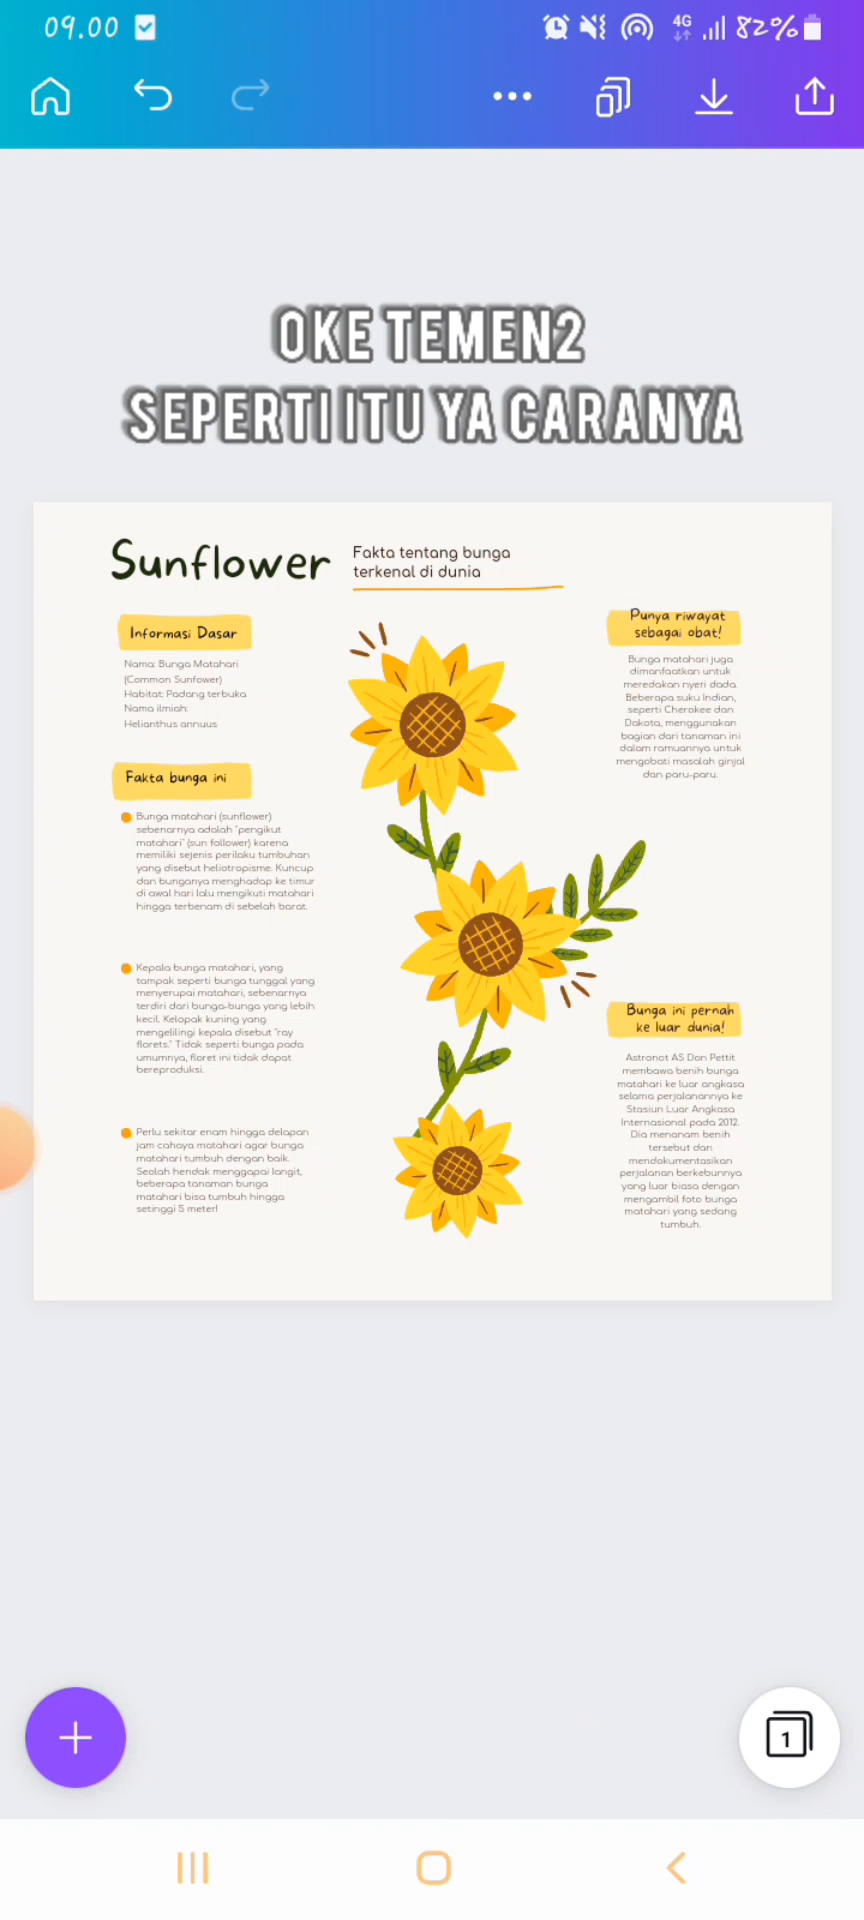 09.00
4G
82%
OKE TEMEN2
SEPERTI ITU YA CARANYA
Sunflower
Fakta tentang bunga
terkenal di dunia
Informasi Dasar
Nama: Bunga Matahari
(Common Sunfower)
Habitat: Padang terbuka
Nama ilmiah:
Helianthus annuus
Fakta bunga ini
Bunga matahari (sunflower)
sebenarnya adalah "pengikut
matahari" (sun follower) karena
memiliki sejenis perilaku tumbuhan
yang disebut heliotropisme. Kuncup
dan bunganya menghadap ke timur
di awal hari lalu mengikuti matahari
hingga terbenam di sebelah barat.
Kepala bunga matahari, yang
tampak seperti bunga tunggal yang
menyerupai matahari, sebenarnya
terdiri dari bunga-bunga yang lebih
kecil. Kelopak kuning yang
mengelilingi kepala disebut "ray
florets." Tidak seperti bunga pada
umumnya, floret ini tidak dapat
bereproduksi.
Perlu sekitar enam hingga delapan
jam cahaya matahari agar bunga
matahari tumbuh dengan baik.
Seolah hendak menggapai langit,
beberapa tanaman bunga
matahari bisa tumbuh hingga
setinggi 5 meter!
Punya riwayat
sebagai obat!
Bunga matahari juga
dimanfaatkan untuk
meredakan nyeri dada.
Beberapa suku Indian,
seperti Cherokee dan
Dakota, menggunakan
bagian dari tanaman ini
dalam ramuannya untuk
mengobati masalah ginjal
dan paru-paru.
Bunga ini pernah
ke luar dunia!
Astronot AS Don Pettit
membawa benih bunga
matahari ke luar angkasa
selama perjalanannya ke
Stasiun Luar Angkasa
Internasional pada 2012.
Dia menanam benih
tersebut dan
mendokumentasikan
perjalanan berkebunnya
yang luar biasa dengan
mengambil foto bunga
matahari yang sedang
tumbuh.
1